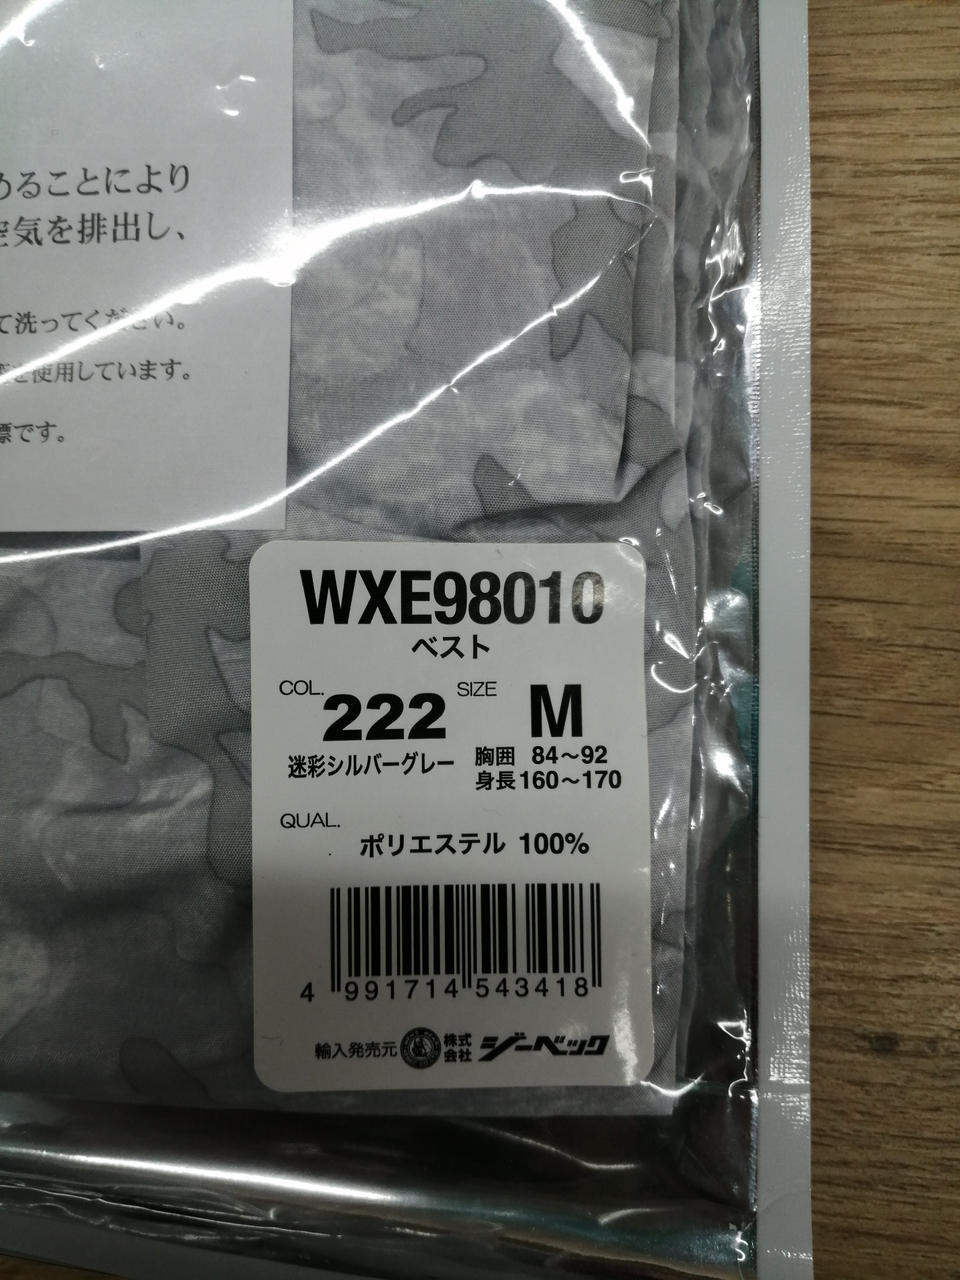 めることにより
空気を排出し、
て洗ってください。
を使用しています。
標です。
WXE98010
ベスト
COL. 222 SIZE M
迷彩シルバーグレー 胸囲 84〜92
身長160〜170
QUAL.
ポリエステル 100%
4 991714 543418
輸入発売元 株式会社 ジーベック